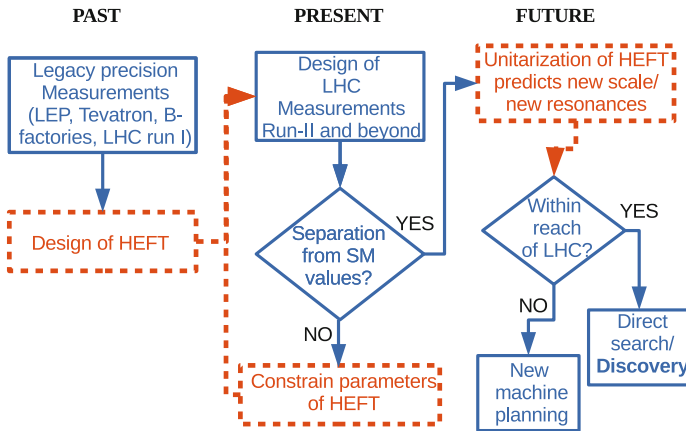 PAST
PRESENT
FUTURE
Legacy precision
Measurements
(LEP, Tevatron, B-
factories, LHC run I)
Design of HEFT
Design of
LHC
Measurements
Run-II and beyond
Separation
from SM
values?
YES
NO
Constrain parameters
of HEFT
Unitarization of HEFT
predicts new scale/
new resonances
Within
reach
of LHC?
YES
NO
New
machine
planning
Direct
search/
Discovery